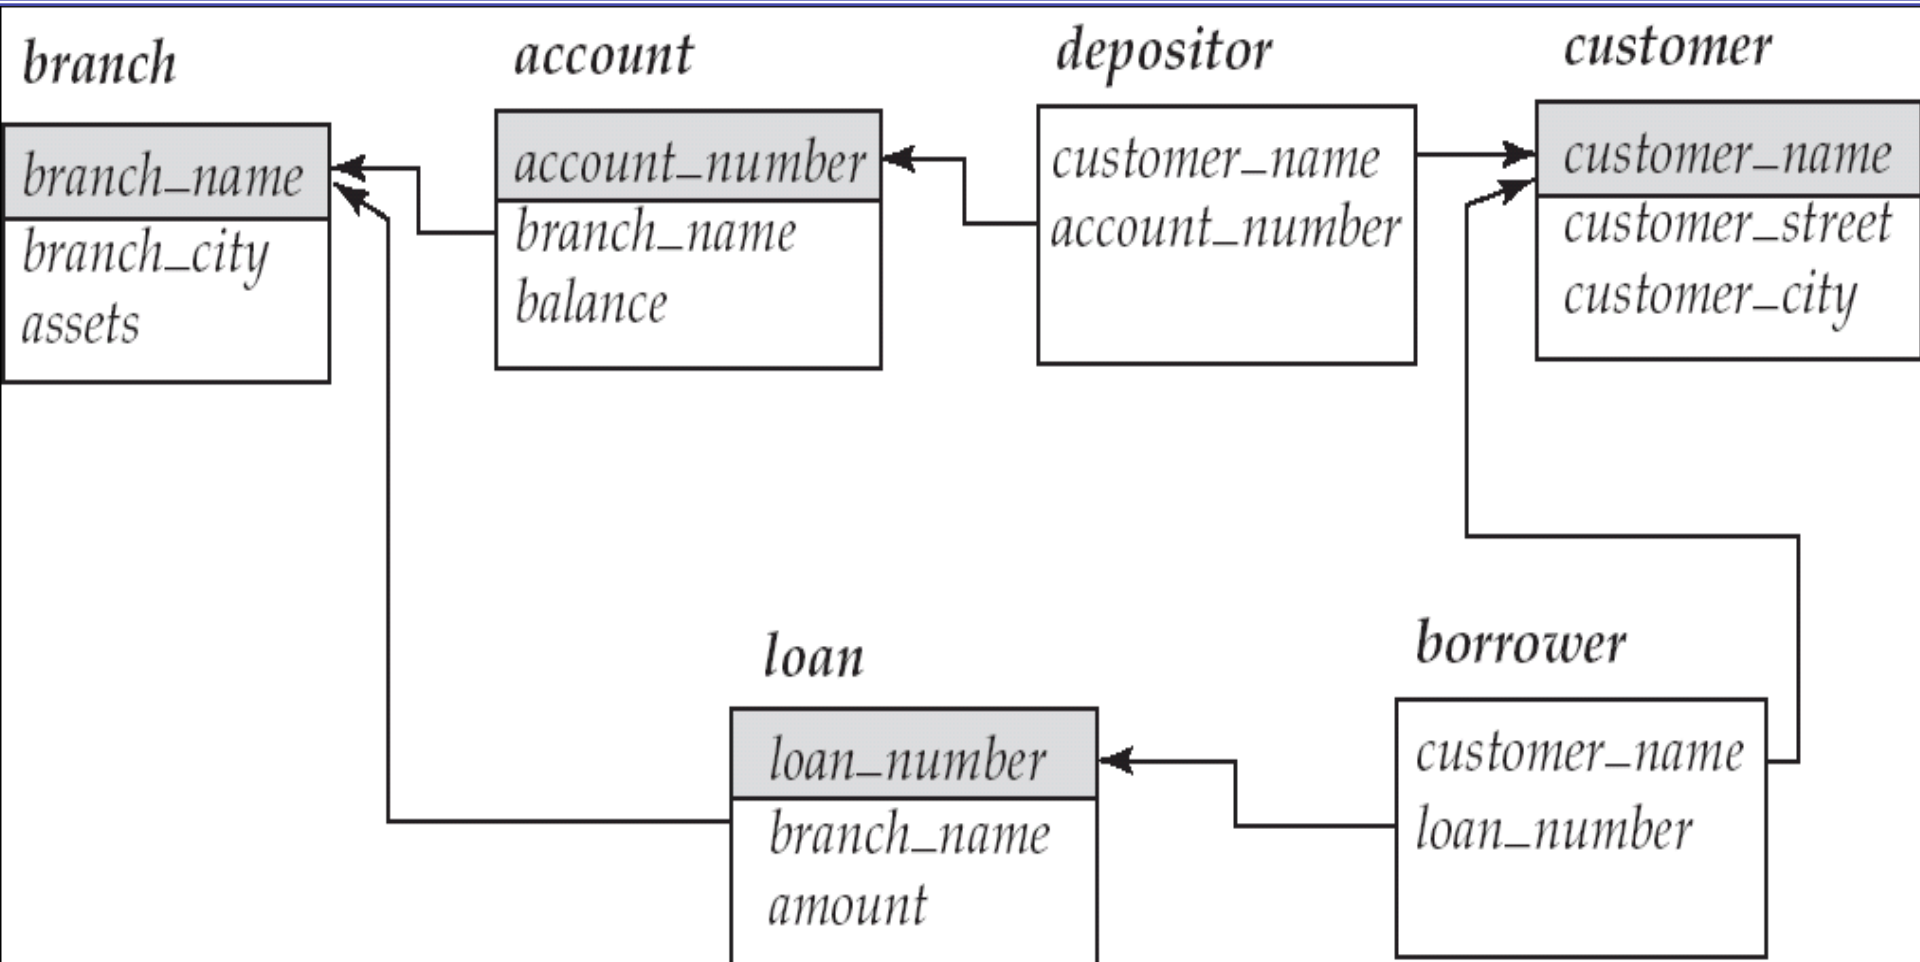 branch
branch_name
branch_city
assets
account
account_number
branch_name
balance
depositor
customer_name
account_number
customer
customer_name
customer_street
customer_city
loan
loan_number
branch_name
amount
borrower
customer_name
loan_number